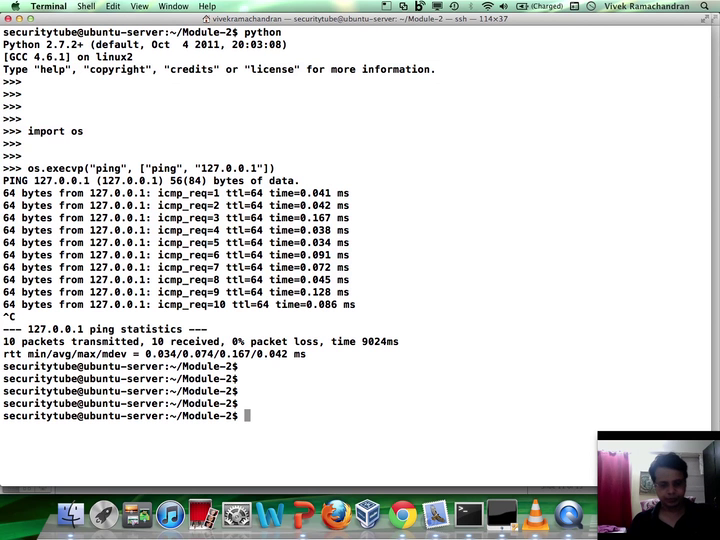 Terminal Shell Edit View Window Help (Charged) Vivek Ramachandran
vivekramachandran — securitytube@ubuntu-server: ~/Module-2 — ssh — 114×37
securitytube@ubuntu-server:~/Module-2$ python
Python 2.7.2+ (default, Oct  4 2011, 20:03:08)
[GCC 4.6.1] on linux2
Type "help", "copyright", "credits" or "license" for more information.
>>>
>>>
>>>
>>>
>>> import os
>>>
>>>
>>> os.execvp("ping", ["ping", "127.0.0.1"])
PING 127.0.0.1 (127.0.0.1) 56(84) bytes of data.
64 bytes from 127.0.0.1: icmp_req=1 ttl=64 time=0.041 ms
64 bytes from 127.0.0.1: icmp_req=2 ttl=64 time=0.042 ms
64 bytes from 127.0.0.1: icmp_req=3 ttl=64 time=0.167 ms
64 bytes from 127.0.0.1: icmp_req=4 ttl=64 time=0.038 ms
64 bytes from 127.0.0.1: icmp_req=5 ttl=64 time=0.034 ms
64 bytes from 127.0.0.1: icmp_req=6 ttl=64 time=0.091 ms
64 bytes from 127.0.0.1: icmp_req=7 ttl=64 time=0.072 ms
64 bytes from 127.0.0.1: icmp_req=8 ttl=64 time=0.045 ms
64 bytes from 127.0.0.1: icmp_req=9 ttl=64 time=0.128 ms
64 bytes from 127.0.0.1: icmp_req=10 ttl=64 time=0.086 ms
^C
--- 127.0.0.1 ping statistics ---
10 packets transmitted, 10 received, 0% packet loss, time 9024ms
rtt min/avg/max/mdev = 0.034/0.074/0.167/0.042 ms
securitytube@ubuntu-server:~/Module-2$
securitytube@ubuntu-server:~/Module-2$
securitytube@ubuntu-server:~/Module-2$
securitytube@ubuntu-server:~/Module-2$
securitytube@ubuntu-server:~/Module-2$